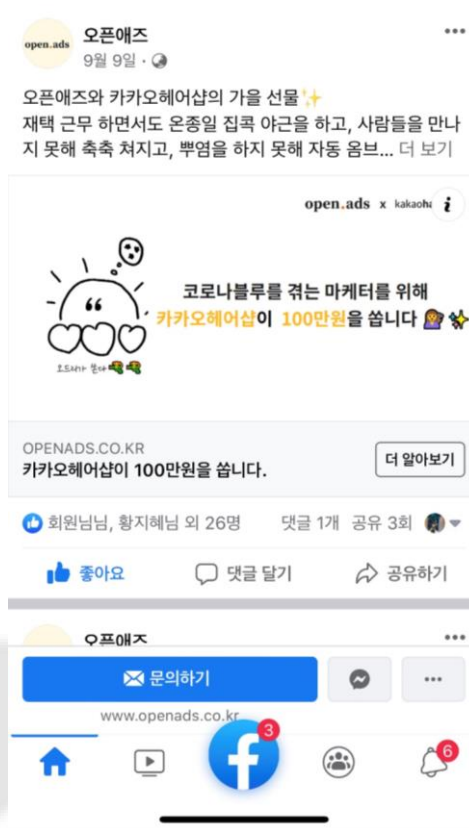 open.ads
오픈애즈
9월 9일 ·
오픈애즈와 카카오헤어샵의 가을 선물
재택 근무 하면서도 온종일 집콕 야근을 하고, 사람들을 만나
지 못해 축축 쳐지고, 뿌염을 하지 못해 자동 옴브... 더 보기
open.ads x kakaoha
코로나블루를 겪는 마케터를 위해
카카오헤어샵이 100만원을 쏩니다
오드리가 쏜다
OPENADS.CO.KR
카카오헤어샵이 100만원을 쏩니다.
더 알아보기
회원님님, 황지혜님 외 26명 댓글 1개 공유 3회
좋아요 댓글 달기 공유하기
오픈애즈
문의하기
www.openads.co.kr
3
6